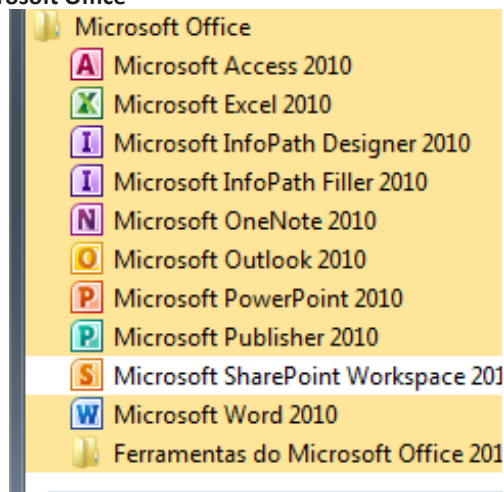 Microsoft Office
Microsoft Access 2010
Microsoft Excel 2010
Microsoft InfoPath Designer 2010
Microsoft InfoPath Filler 2010
Microsoft OneNote 2010
Microsoft Outlook 2010
Microsoft PowerPoint 2010
Microsoft Publisher 2010
Microsoft SharePoint Workspace 201
Microsoft Word 2010
Ferramentas do Microsoft Office 201